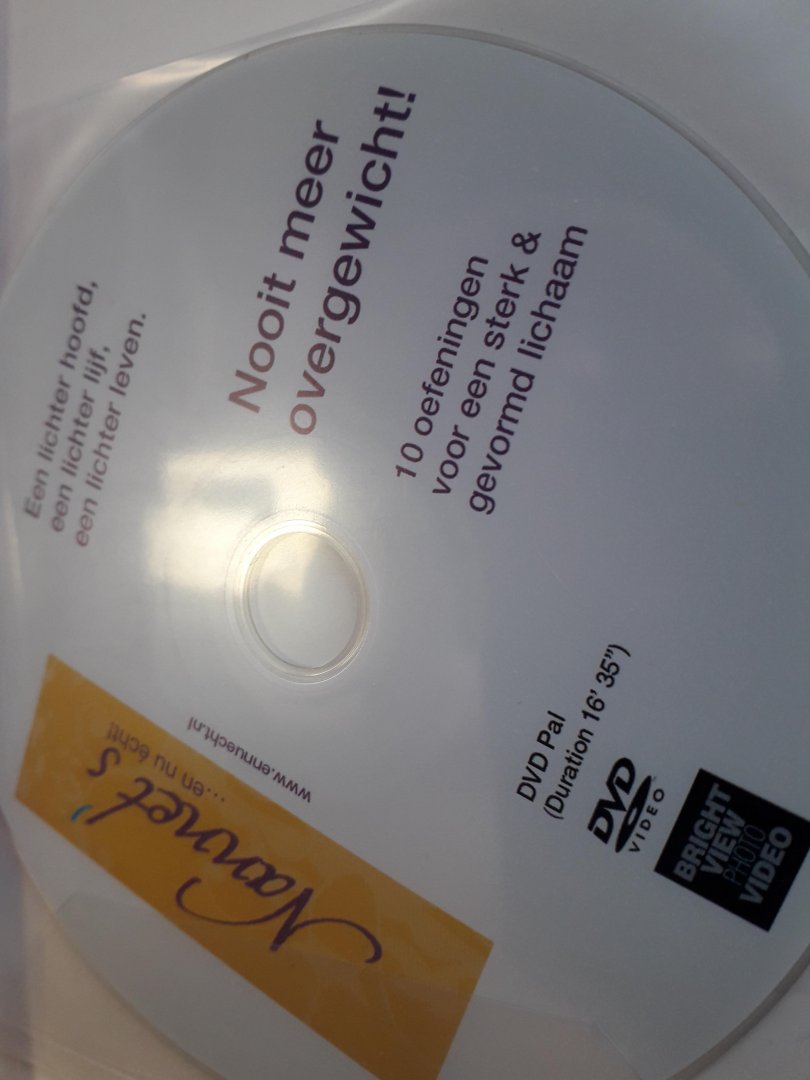 Een lichter hoofd,
een lichter lijf,
een lichter leven.
Nooit meer
overgewicht!
10 oefeningen
voor een sterk &
gevormd lichaam
Nannet's
...en nu écht!
www.ennuecht.nl
DVD Pal
(Duration 16' 35")
DVD
VIDEO
BRIGHT
VIEW
PHOTO
VIDEO